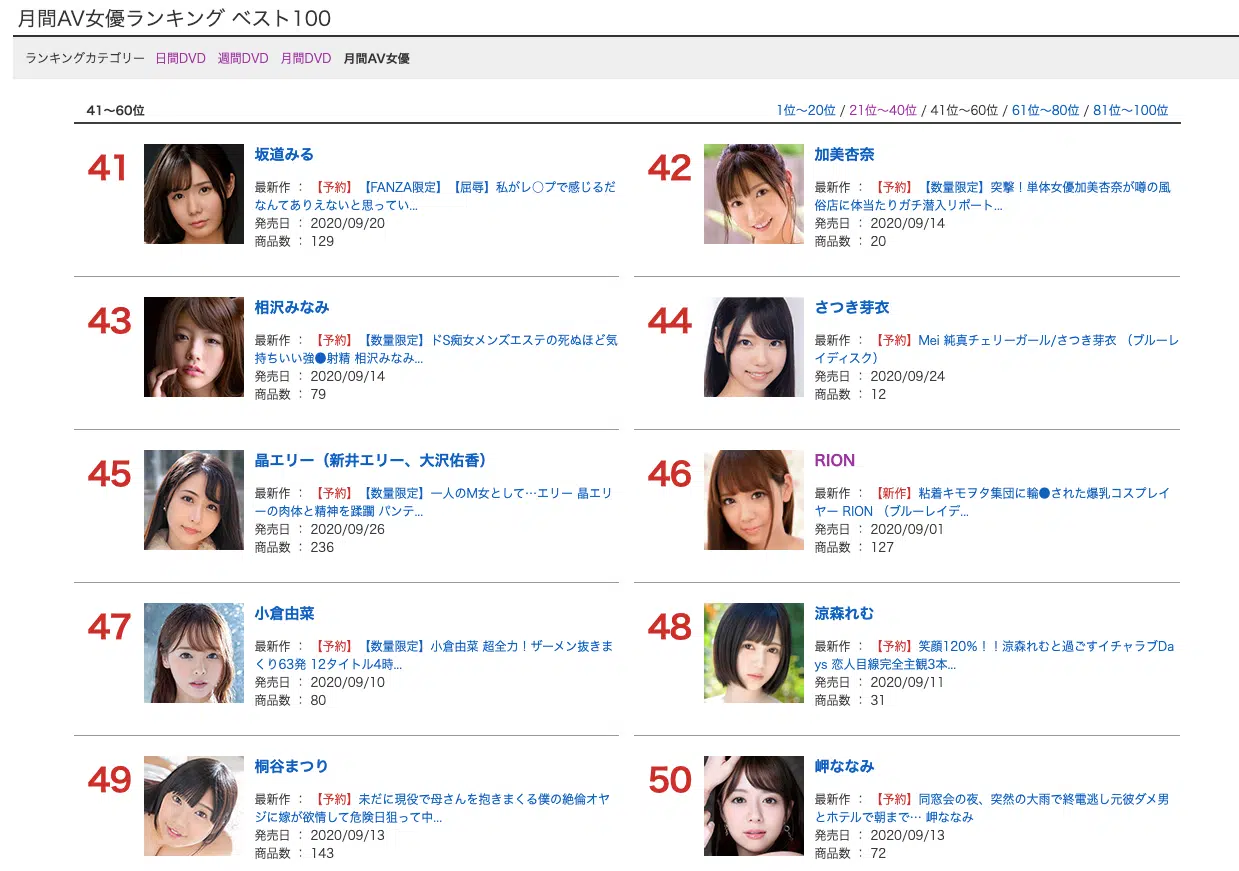 月間AV女優ランキング ベスト100
ランキングカテゴリー 日間DVD 週間DVD 月間DVD 月間AV女優
41〜60位
1位〜20位 / 21位〜40位 / 41位〜60位 / 61位〜80位 / 81位〜100位
41
坂道みる
最新作 ： 【予約】【FANZA限定】【屈辱】私がレ○プで感じるだ
なんてありえないと思ってい...
発売日 ： 2020/09/20
商品数 ： 129
42
加美杏奈
最新作 ： 【予約】【数量限定】突撃！単体女優加美杏奈が噂の風
俗店に体当たりガチ潜入リポート...
発売日 ： 2020/09/14
商品数 ： 20
43
相沢みなみ
最新作 ： 【予約】【数量限定】ドS痴女メンズエステの死ぬほど気
持ちいい強●射精 相沢みなみ...
発売日 ： 2020/09/14
商品数 ： 79
44
さつき芽衣
最新作 ： 【予約】Mei 純真チェリーガール/さつき芽衣 （ブルーレ
イディスク）
発売日 ： 2020/09/24
商品数 ： 12
45
晶エリー（新井エリー、大沢佑香）
最新作 ： 【予約】【数量限定】一人のM女として…エリー 晶エリ
ーの肉体と精神を蹂躙 パンテ...
発売日 ： 2020/09/26
商品数 ： 236
46
RION
最新作 ： 【新作】粘着キモヲタ集団に輪●された爆乳コスプレイ
ヤー RION （ブルーレイデ...
発売日 ： 2020/09/01
商品数 ： 127
47
小倉由菜
最新作 ： 【予約】【数量限定】小倉由菜 超全力！ザーメン抜きま
くり63発 12タイトル4時...
発売日 ： 2020/09/10
商品数 ： 80
48
涼森れむ
最新作 ： 【予約】笑顔120%！！涼森れむと過ごすイチャラブDa
ys 恋人目線完全主観3本...
発売日 ： 2020/09/11
商品数 ： 31
49
桐谷まつり
最新作 ： 【予約】未だに現役で母さんを抱きまくる僕の絶倫オヤ
ジに嫁が欲情して危険日狙って中...
発売日 ： 2020/09/13
商品数 ： 143
50
岬ななみ
最新作 ： 【予約】同窓会の夜、突然の大雨で終電逃し元彼ダメ男
とホテルで朝まで… 岬ななみ
発売日 ： 2020/09/13
商品数 ： 72